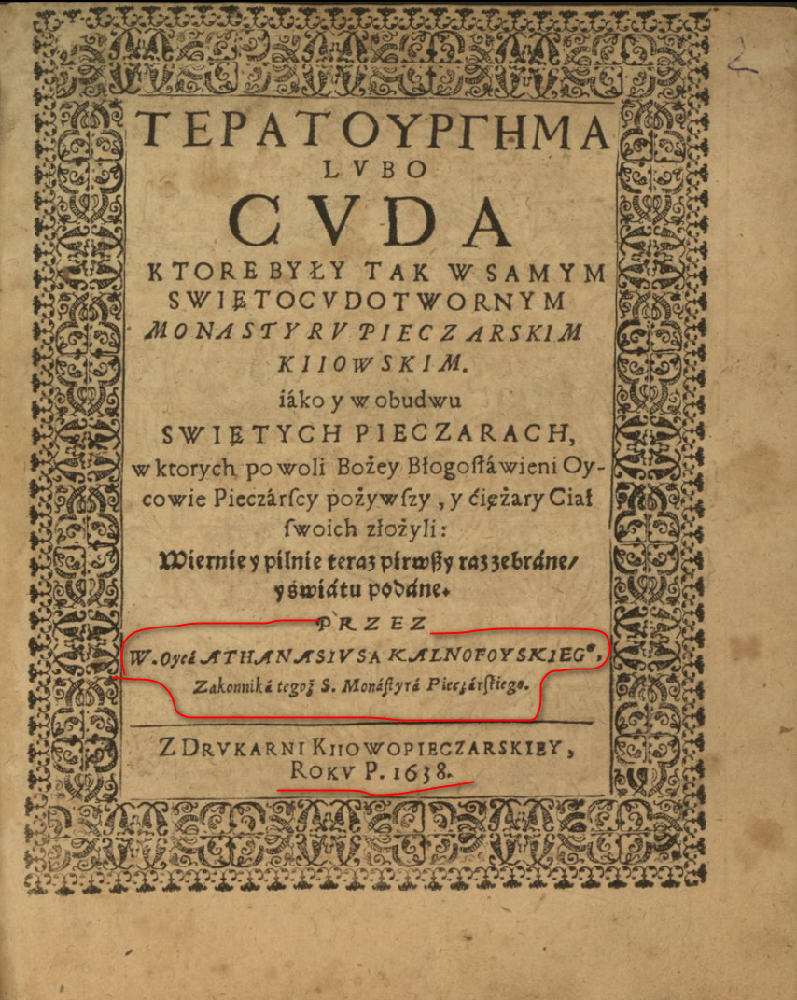 2
ΤΕΡΑΤΟΥΡΓΗΜΑ
LVBO
CVDA
KTORE BYŁY TAK W SAMYM
SWIĘTOCVDOTWORNYM
MONASTYRV PIECZARSKIM
KIIOWSKIM.
iáko y w obudwu
SWIĘTYCH PIECZARACH,
w ktorych po woli Bożey Błogoſłáwieni Oy-
cowie Pieczárſcy pożywſzy, y ćiężary Ciał
ſwoich złożyli:
Wiernie y pilnie teraz pirwßy raz zebráne/
y świátu podáne.
PRZEZ
W. Oycá ATHANASIVSA KALNOFOYSKIEGº,
Zakonniká tegoż S. Monáſtyrá Pieczárſkiego.
Z DRVKARNI KIIOWOPIECZARSKIEY,
ROKV P. 1638.